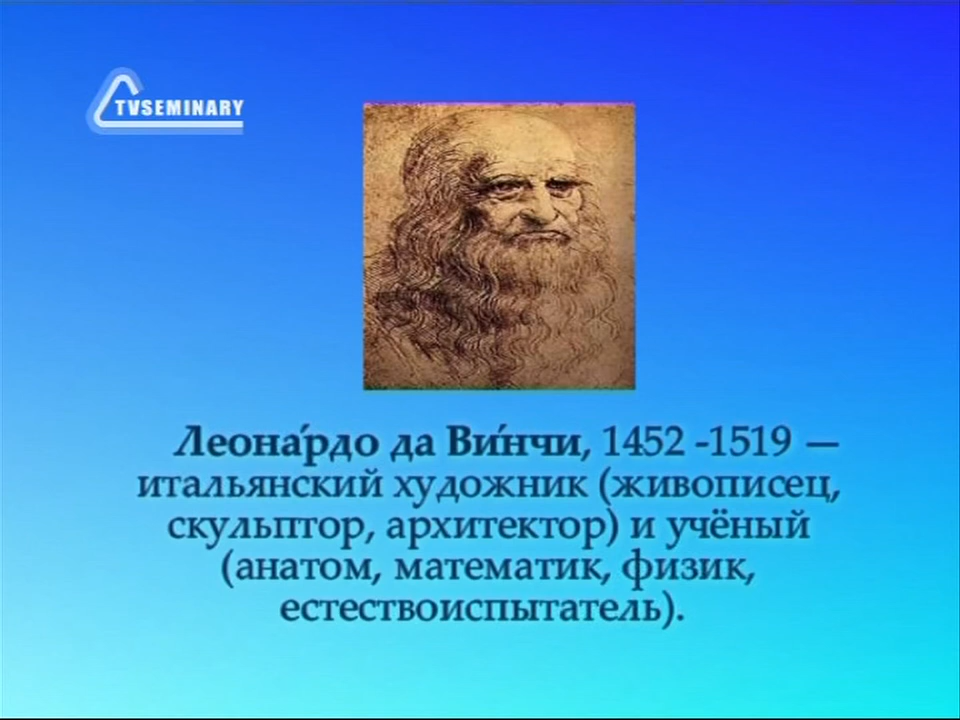 TVSEMINARY
Леона́рдо да Ви́нчи, 1452 -1519 —
итальянский художник (живописец,
скульптор, архитектор) и учёный
(анатом, математик, физик,
естествоиспытатель).